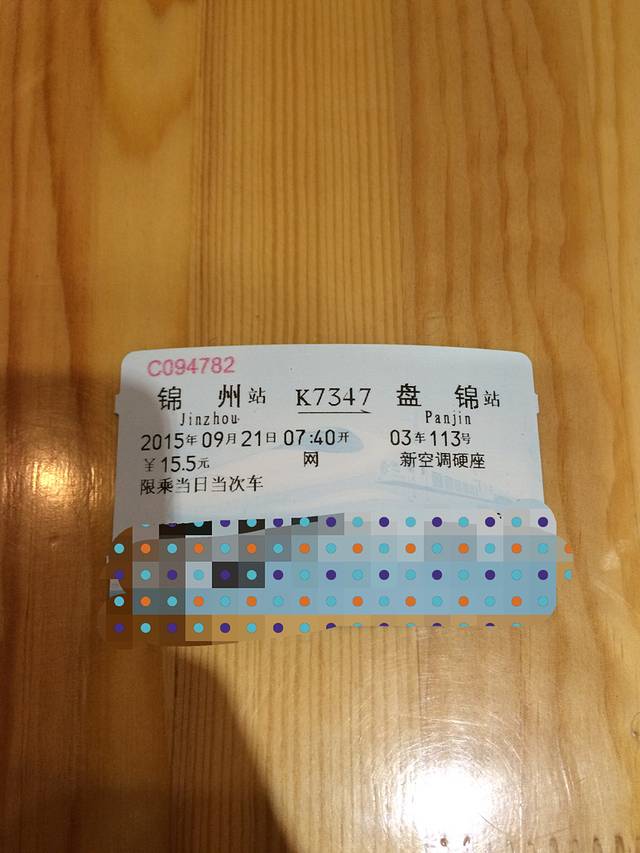 C094782
锦州站 K7347 盘锦站
Jinzhou Panjin
2015年09月21日07:40开 03车113号
￥15.5元 网 新空调硬座
限乘当日当次车